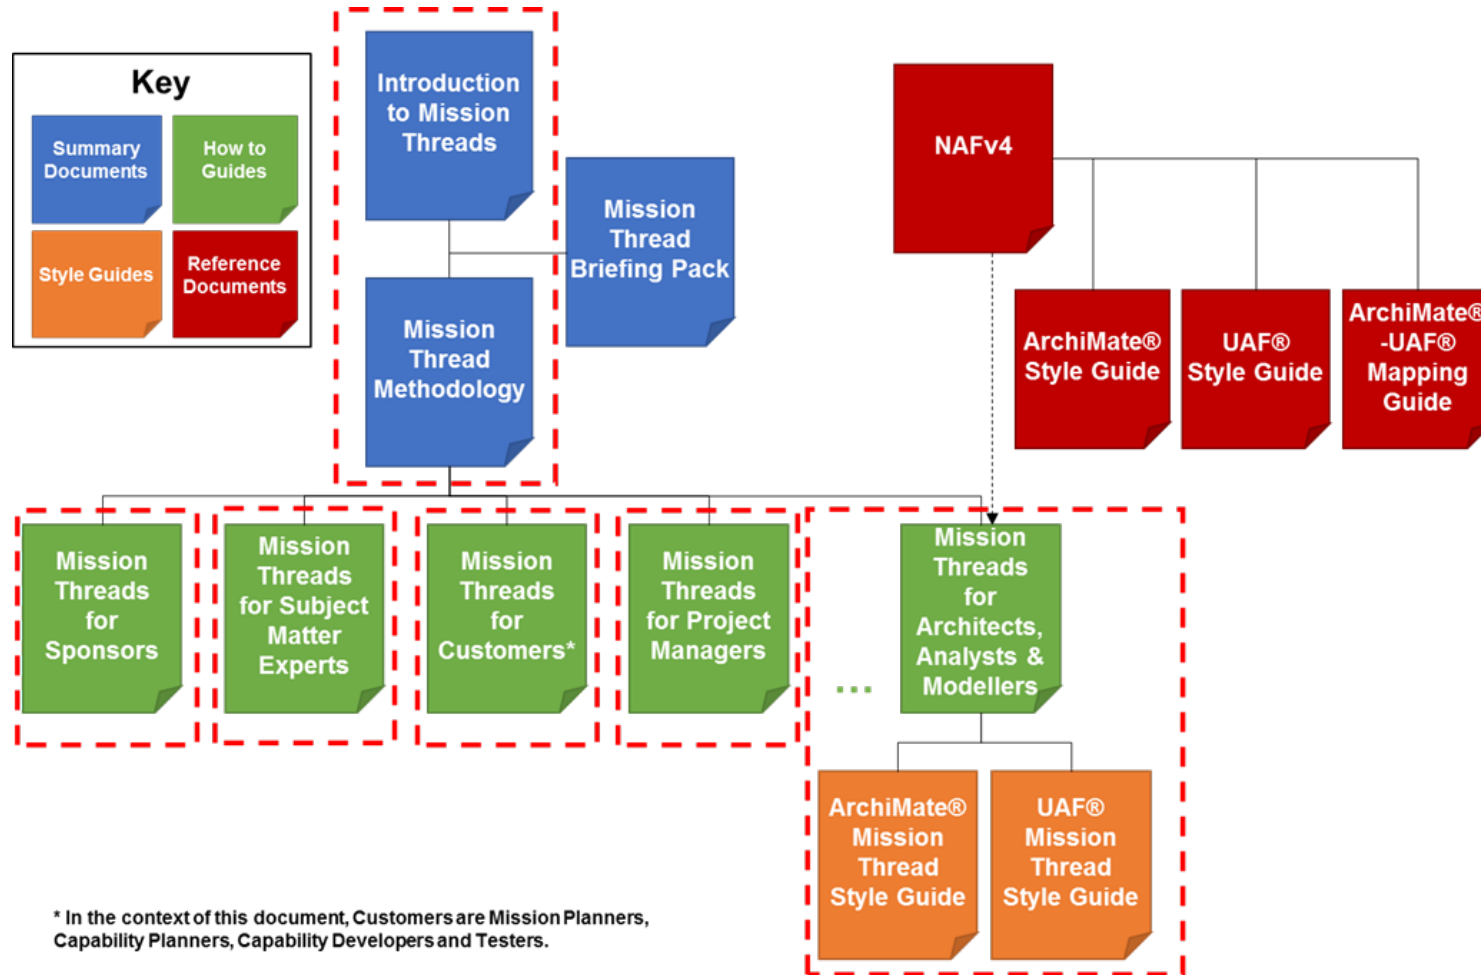 Key
Summary
Documents
How to
Guides
Style Guides
Reference
Documents
Introduction
to Mission
Threads
Mission
Thread
Briefing Pack
Mission
Thread
Methodology
NAFv4
ArchiMate®
Style Guide
UAF®
Style Guide
ArchiMate®
-UAF®
Mapping
Guide
Mission
Threads
for
Sponsors
Mission
Threads
for Subject
Matter
Experts
Mission
Threads
for
Customers*
Mission
Threads
for Project
Managers
...
Mission
Threads
for
Architects,
Analysts &
Modellers
ArchiMate®
Mission
Thread
Style Guide
UAF®
Mission
Thread
Style Guide
* In the context of this document, Customers are Mission Planners,
Capability Planners, Capability Developers and Testers.